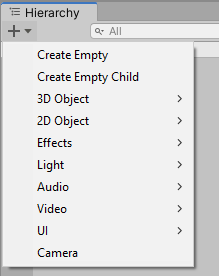 Hierarchy
All
Create Empty
Create Empty Child
3D Object
2D Object
Effects
Light
Audio
Video
UI
Camera